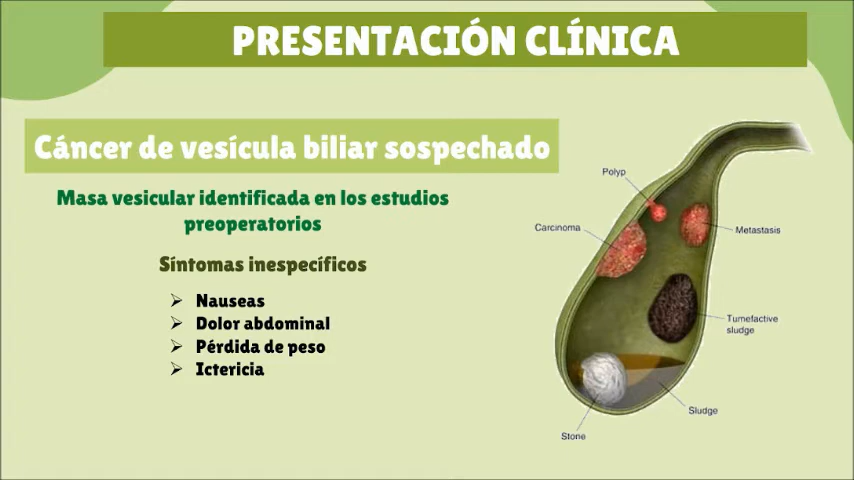 PRESENTACIÓN CLÍNICA
Cáncer de vesícula biliar sospechado
Masa vesicular identificada en los estudios
preoperatorios
Síntomas inespecíficos
Nauseas
Dolor abdominal
Pérdida de peso
Ictericia
Polyp
Carcinoma
Metastasis
Tumefactive
sludge
Sludge
Stone